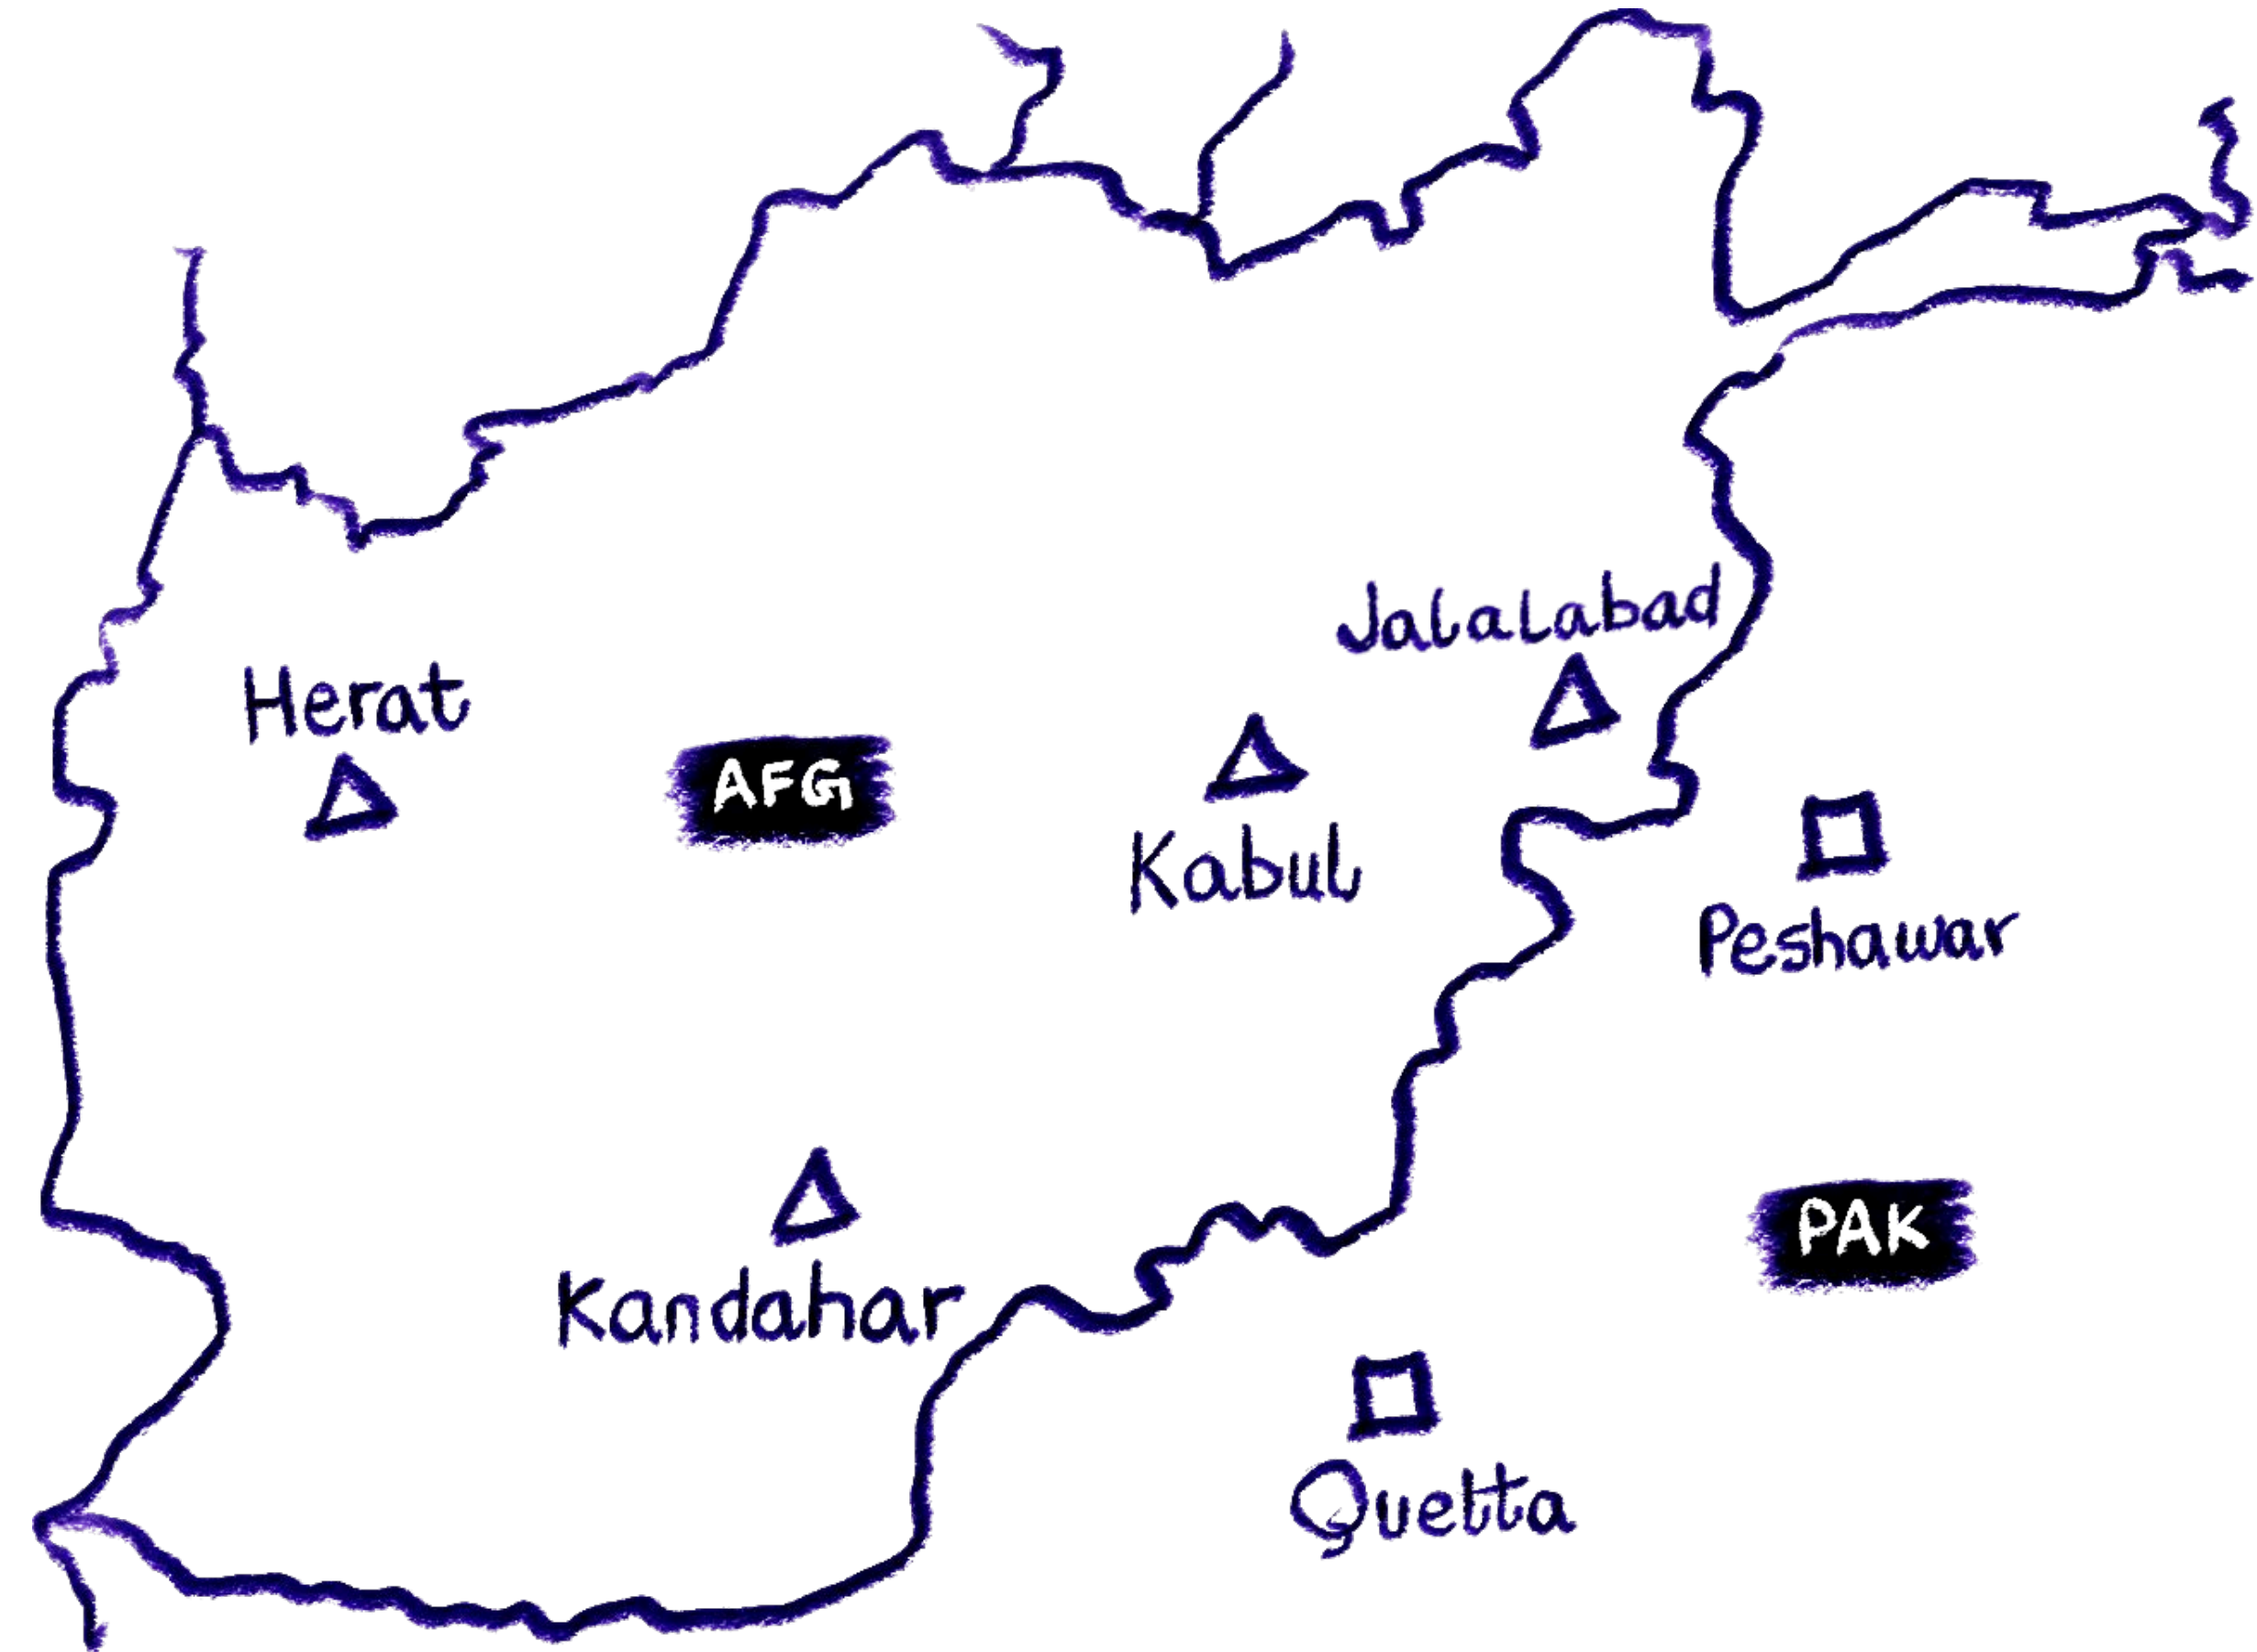 Jalalabad
Herat
AFG
Kabul
Peshawar
Kandahar
PAK
Quetta